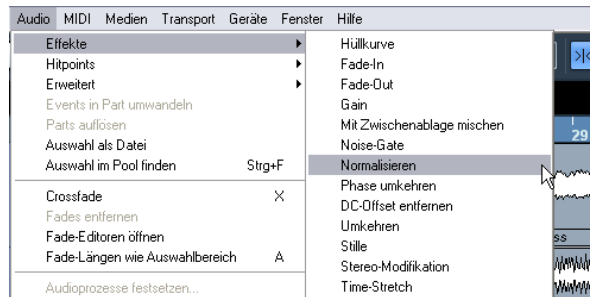 Audio MIDI Medien Transport Geräte Fenster Hilfe
Effekte
Hitpoints
Erweitert
Events in Part umwandeln
Parts auflösen
Auswahl als Datei
Auswahl im Pool finden Strg+F
Crossfade X
Fades entfernen
Fade-Editoren öffnen
Fade-Längen wie Auswahlbereich A
Audioprozesse festsetzen...
Hüllkurve
Fade-In
Fade-Out
Gain
Mit Zwischenablage mischen
Noise-Gate
Normalisieren
Phase umkehren
DC-Offset entfernen
Umkehren
Stille
Stereo-Modifikation
Time-Stretch
29
ss